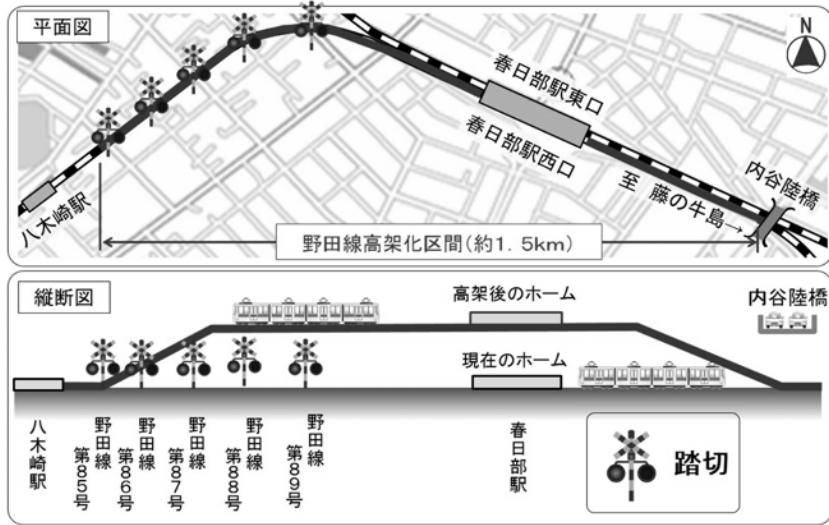 平面図
N
春日部駅東口
春日部駅西口
内谷陸橋
至 藤の牛島→
八木崎駅
野田線高架化区間(約1.5km)
縦断図
高架後のホーム
内谷陸橋
現在のホーム
八木崎駅
野田線
第85号
野田線
第86号
野田線
第87号
野田線
第88号
野田線
第89号
春日部駅
踏切